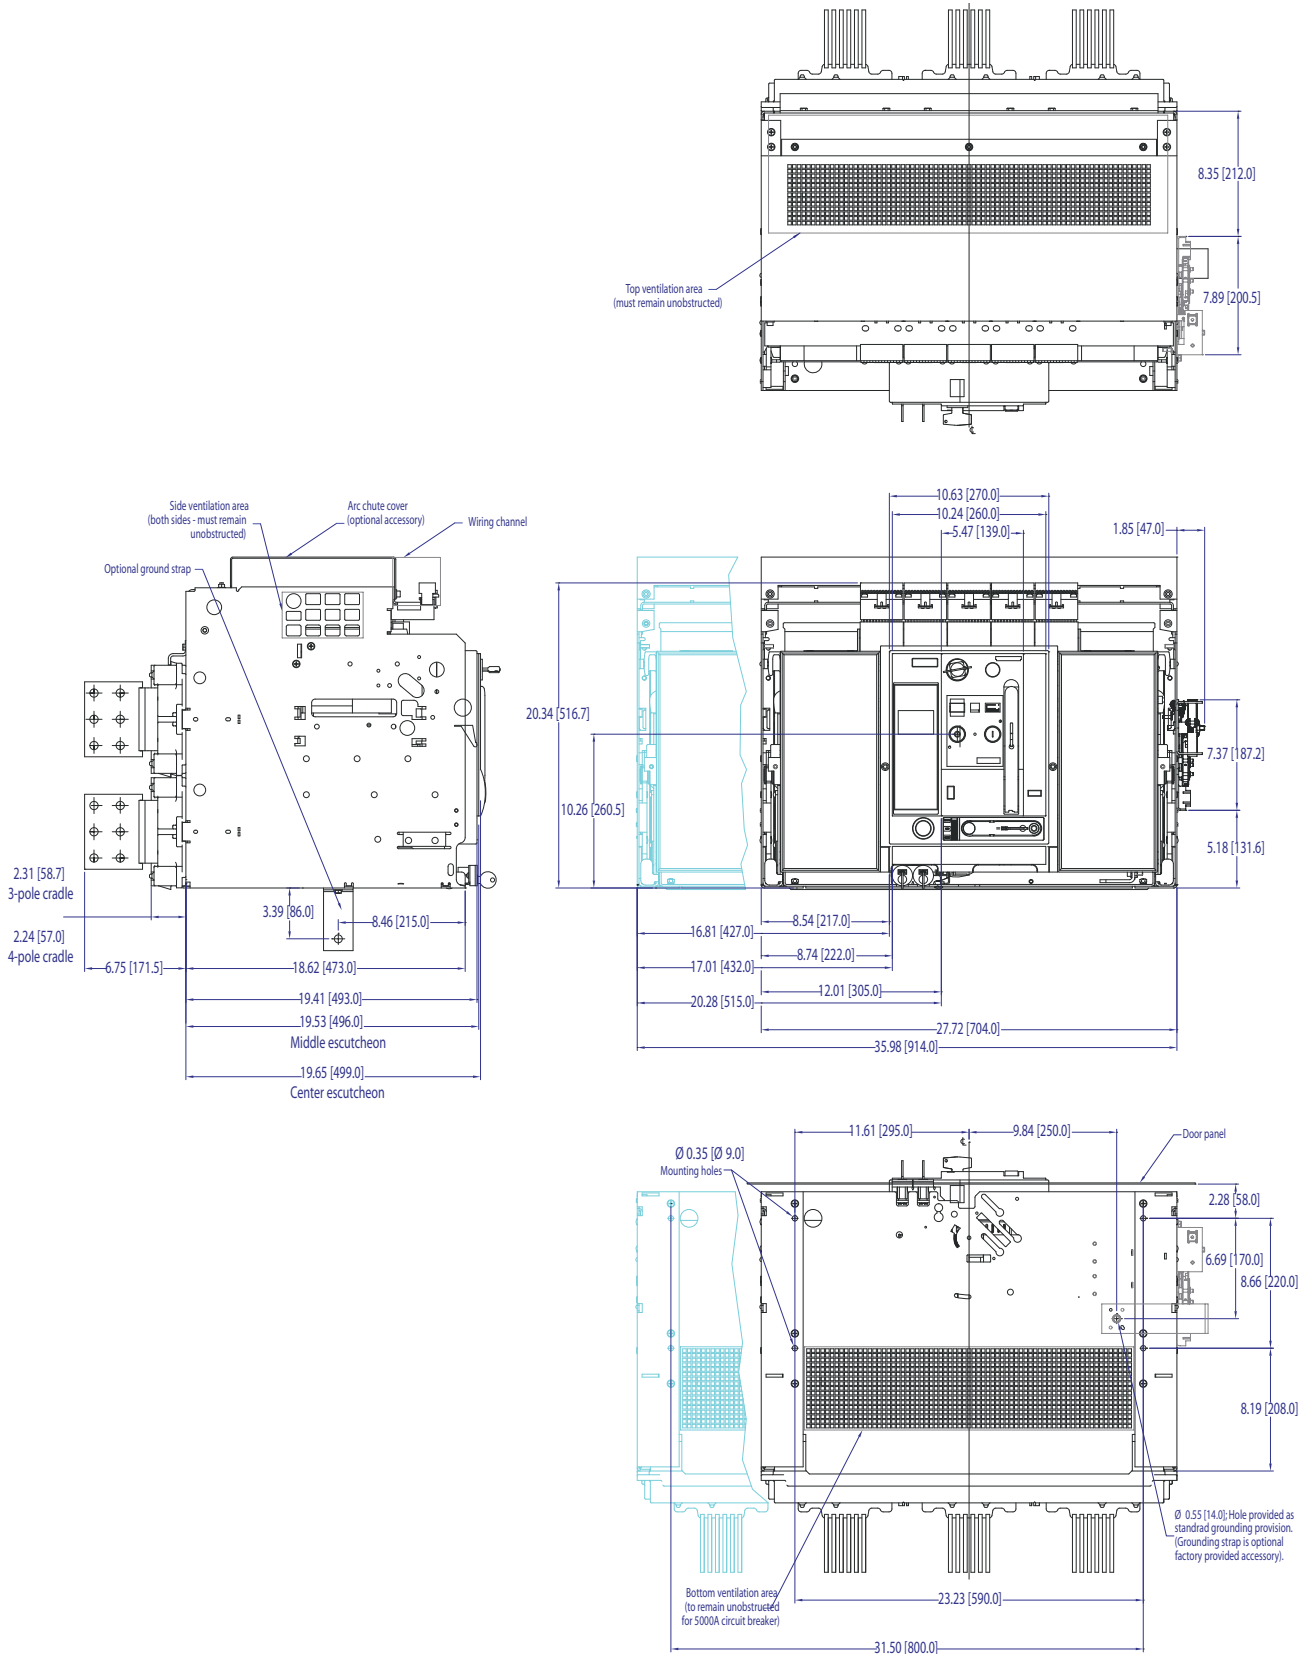 8.35 [212.0]
7.89 [200.5]
Top ventilation area
(must remain unobstructed)
Side ventilation area
(both sides - must remain
unobstructed)
Arc chute cover
(optional accessory)
Wiring channel
Optional ground strap
2.31 [58.7]
3-pole cradle
2.24 [57.0]
4-pole cradle
6.75 [171.5]
3.39 [86.0]
8.46 [215.0]
18.62 [473.0]
19.41 [493.0]
19.53 [496.0]
Middle escutcheon
19.65 [499.0]
Center escutcheon
10.63 [270.0]
10.24 [260.0]
5.47 [139.0]
1.85 [47.0]
20.34 [516.7]
10.26 [260.5]
7.37 [187.2]
5.18 [131.6]
8.54 [217.0]
16.81 [427.0]
8.74 [222.0]
17.01 [432.0]
12.01 [305.0]
20.28 [515.0]
27.72 [704.0]
35.98 [914.0]
11.61 [295.0]
9.84 [250.0]
Door panel
Ø 0.35 [Ø 9.0]
Mounting holes
2.28 [58.0]
6.69 [170.0]
8.66 [220.0]
8.19 [208.0]
Ø 0.55 [14.0]; Hole provided as
standrad grounding provision.
(Grounding strap is optional
factory provided accessory).
Bottom ventilation area
(to remain unobstructed
for 5000A circuit breaker)
23.23 [590.0]
31.50 [800.0]